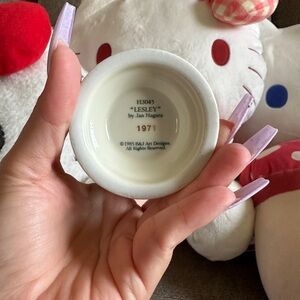 H3045
"LESLEY"
by Jan Hagara
1971
© 1985 B&J Art Designs.
All Rights Reserved.